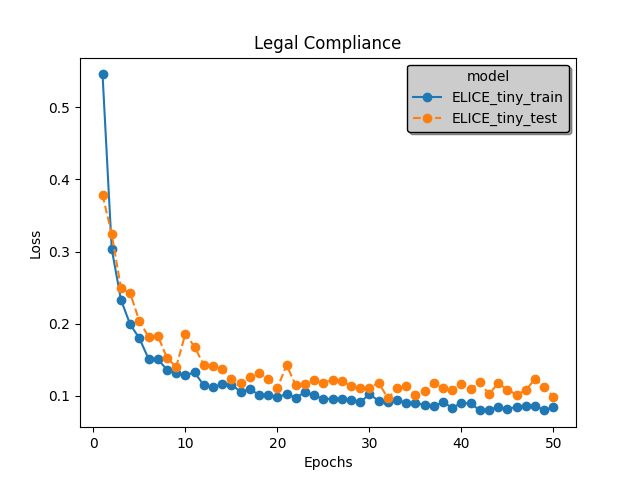 Legal Compliance
model
ELICE_tiny_train
ELICE_tiny_test
Loss
0.5
0.4
0.3
0.2
0.1
0 10 20 30 40 50
Epochs